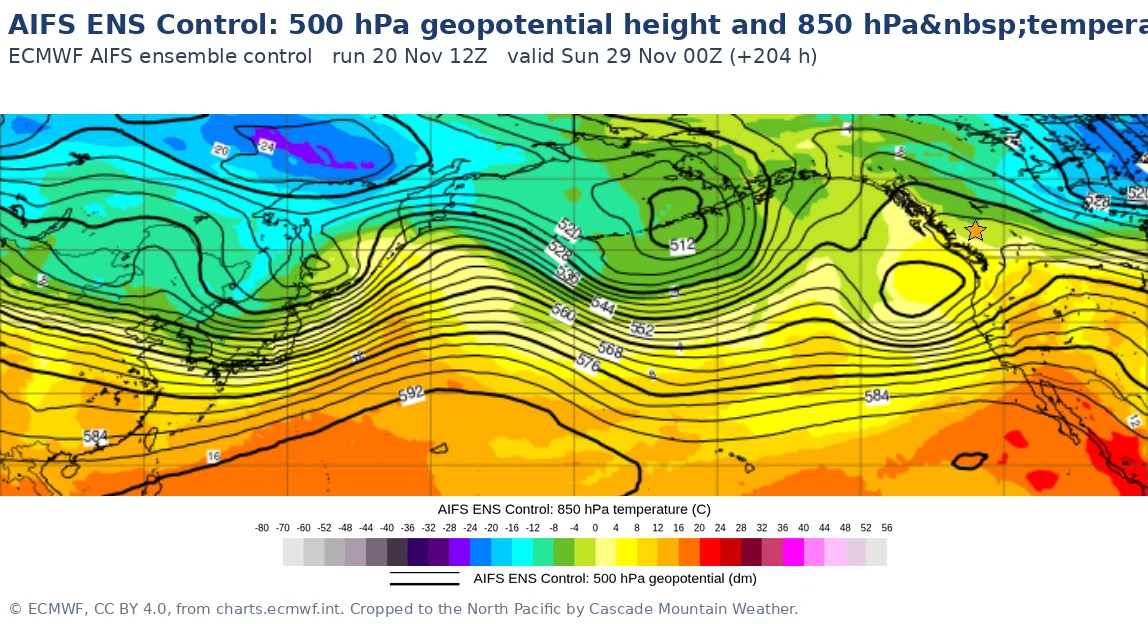 AIFS ENS Control: 500 hPa geopotential height and 850 hPa&nbsp;tempera
ECMWF AIFS ensemble control run 20 Nov 12Z valid Sun 29 Nov 00Z (+204 h)
-20
-24
520
528
536
512
544
552
560
568
576
592
584
584
16
12
520
AIFS ENS Control: 850 hPa temperature (C)
-80 -70 -60 -52 -48 -44 -40 -36 -32 -28 -24 -20 -16 -12 -8 -4 0 4 8 12 16 20 24 28 32 36 40 44 48 52 56
AIFS ENS Control: 500 hPa geopotential (dm)
© ECMWF, CC BY 4.0, from charts.ecmwf.int. Cropped to the North Pacific by Cascade Mountain Weather.